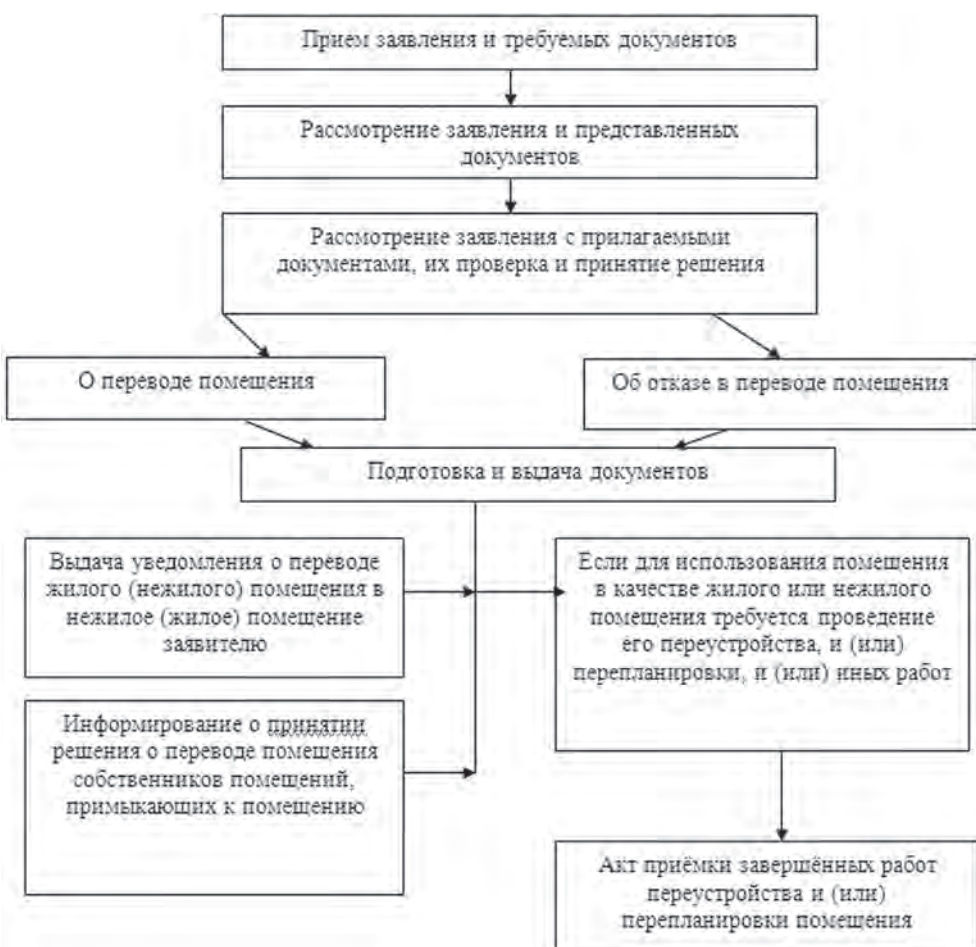 Приём заявления и требуемых документов
Рассмотрение заявления и представленных
документов
Рассмотрение заявления с прилагаемыми
документами, их проверка и принятие решения
О переводе помещения
Об отказе в переводе помещения
Подготовка и выдача документов
Выдача уведомления о переводе
жилого (нежилого) помещения в
нежилое (жилое) помещение
заявителю
Если для использования помещения
в качестве жилого или нежилого
помещения требуется проведение
его переустройства, и (или)
перепланировки, и (или) иных работ
Информирование о принятии
решения о переводе помещения
собственников помещений,
примыкающих к помещению
Акт приёмки завершённых работ
переустройства и (или)
перепланировки помещения